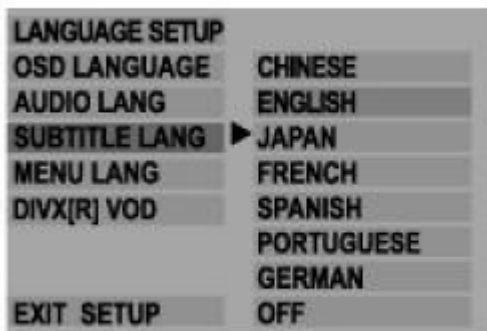 LANGUAGE SETUP
OSD LANGUAGE CHINESE
AUDIO LANG ENGLISH
SUBTITLE LANG ▶ JAPAN
MENU LANG FRENCH
DIVX[R] VOD SPANISH
PORTUGUESE
GERMAN
EXIT SETUP OFF